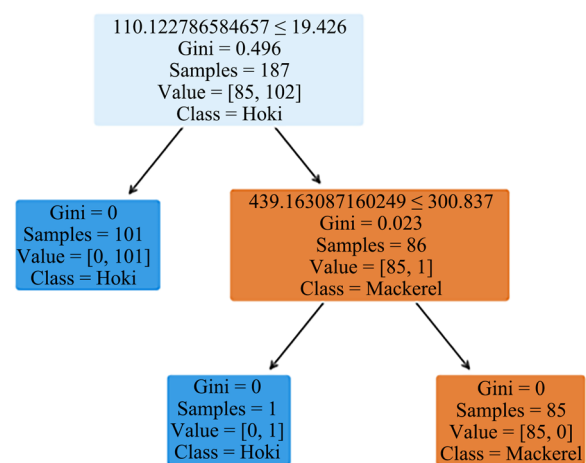 110.122786584657 ≤ 19.426
Gini = 0.496
Samples = 187
Value = [85, 102]
Class = Hoki
Gini = 0
Samples = 101
Value = [0, 101]
Class = Hoki
439.163087160249 ≤ 300.837
Gini = 0.023
Samples = 86
Value = [85, 1]
Class = Mackerel
Gini = 0
Samples = 1
Value = [0, 1]
Class = Hoki
Gini = 0
Samples = 85
Value = [85, 0]
Class = Mackerel